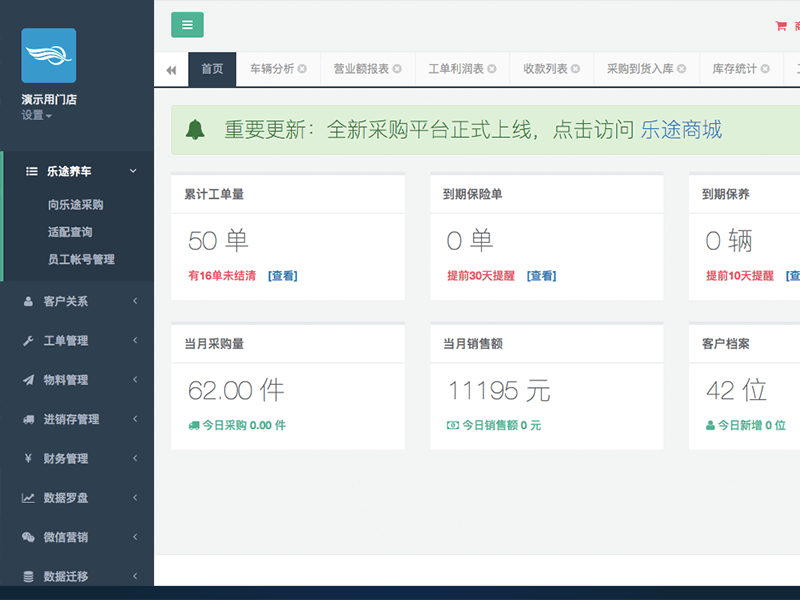 演示用门店
设置
乐途养车
向乐途采购
适配查询
员工帐号管理
客户关系
工单管理
物料管理
进销存管理
¥ 财务管理
数据罗盘
微信营销
数据迁移
首页 车辆分析 营业额报表 工单利润表 收款列表 采购到货入库 库存统计
重要更新：全新采购平台正式上线，点击访问 乐途商城
累计工单量
50 单
有16单未结清 [查看]
到期保险单
0 单
提前30天提醒 [查看]
到期保养
0 辆
提前10天提醒 [查
当月采购量
62.00 件
今日采购 0.00 件
当月销售额
11195 元
今日销售额 0 元
客户档案
42 位
今日新增 0 位